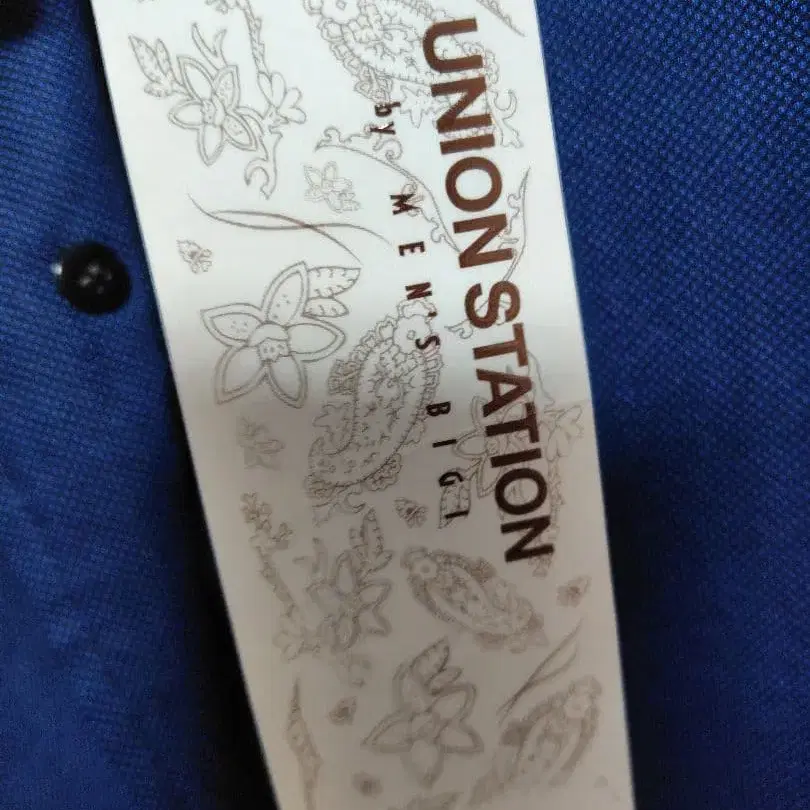 UNION STATION
by MEN'S BIGI